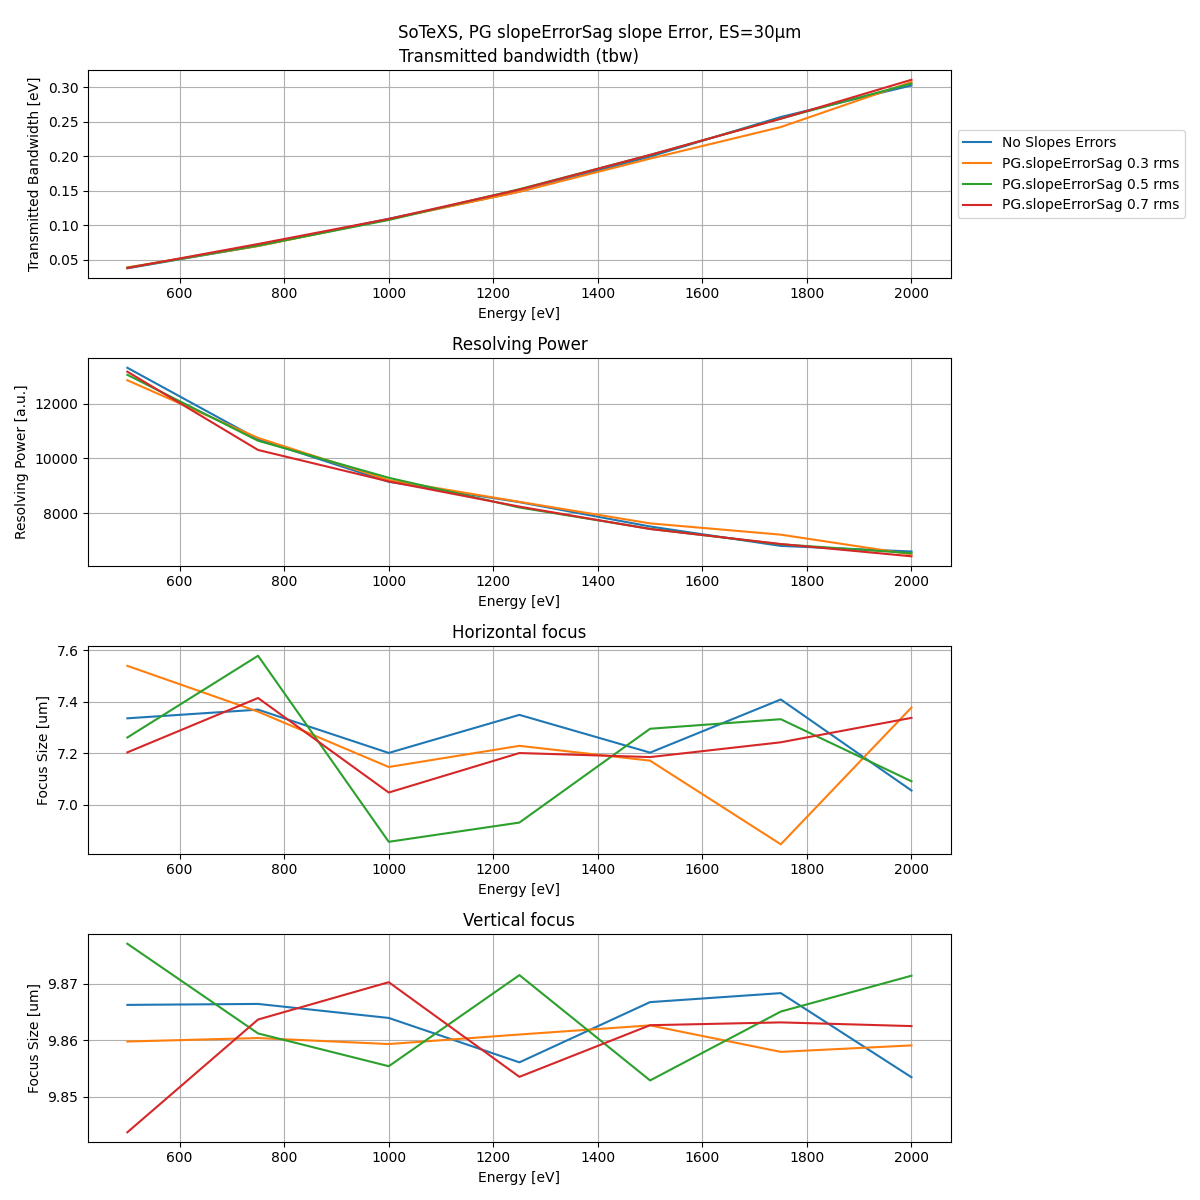 SoTeXS, PG slopeErrorSag slope Error, ES=30µm
Transmitted bandwidth (tbw)
Transmitted Bandwidth [eV]
0.30
0.25
0.20
0.15
0.10
0.05
600 800 1000 1200 1400 1600 1800 2000
Energy [eV]
No Slopes Errors
PG.slopeErrorSag 0.3 rms
PG.slopeErrorSag 0.5 rms
PG.slopeErrorSag 0.7 rms
Resolving Power
Resolving Power [a.u.]
12000
10000
8000
600 800 1000 1200 1400 1600 1800 2000
Energy [eV]
Horizontal focus
Focus Size [um]
7.6
7.4
7.2
7.0
600 800 1000 1200 1400 1600 1800 2000
Energy [eV]
Vertical focus
Focus Size [um]
9.87
9.86
9.85
600 800 1000 1200 1400 1600 1800 2000
Energy [eV]